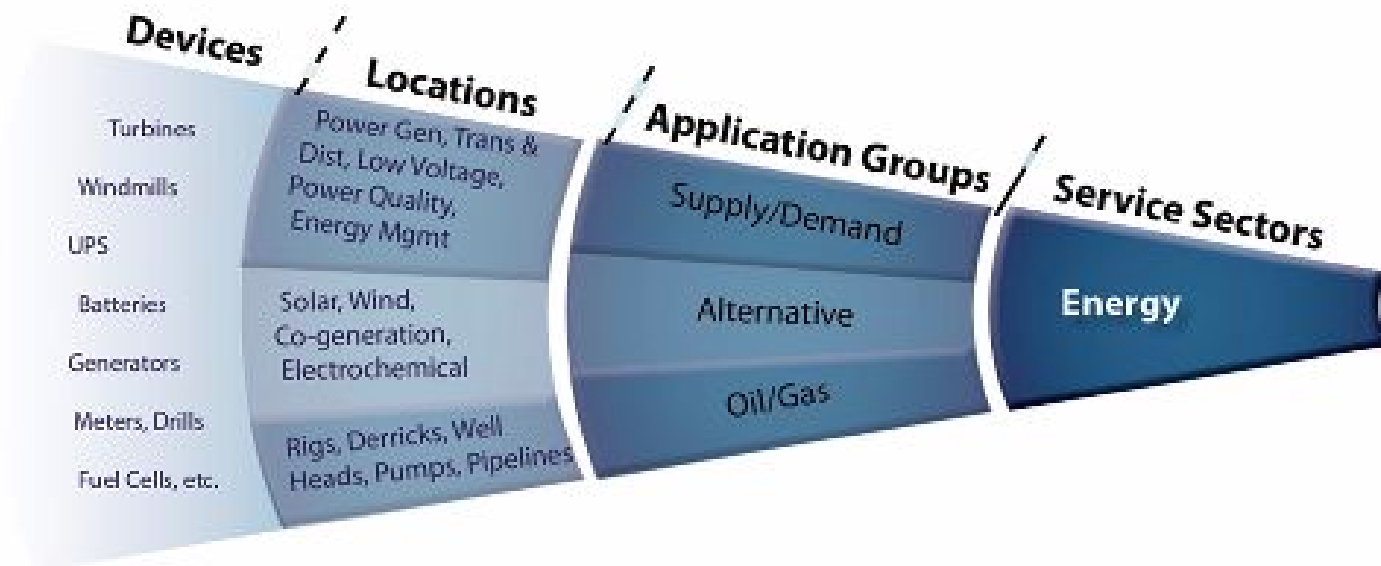 Devices
Locations
Application Groups
Service Sectors
Turbines
Windmills
UPS
Batteries
Generators
Meters, Drills
Fuel Cells, etc.
Power Gen, Trans &
Dist, Low Voltage,
Power Quality,
Energy Mgmt
Solar, Wind,
Co-generation,
Electrochemical
Rigs, Derricks, Well
Heads, Pumps, Pipelines
Supply/Demand
Alternative
Oil/Gas
Energy